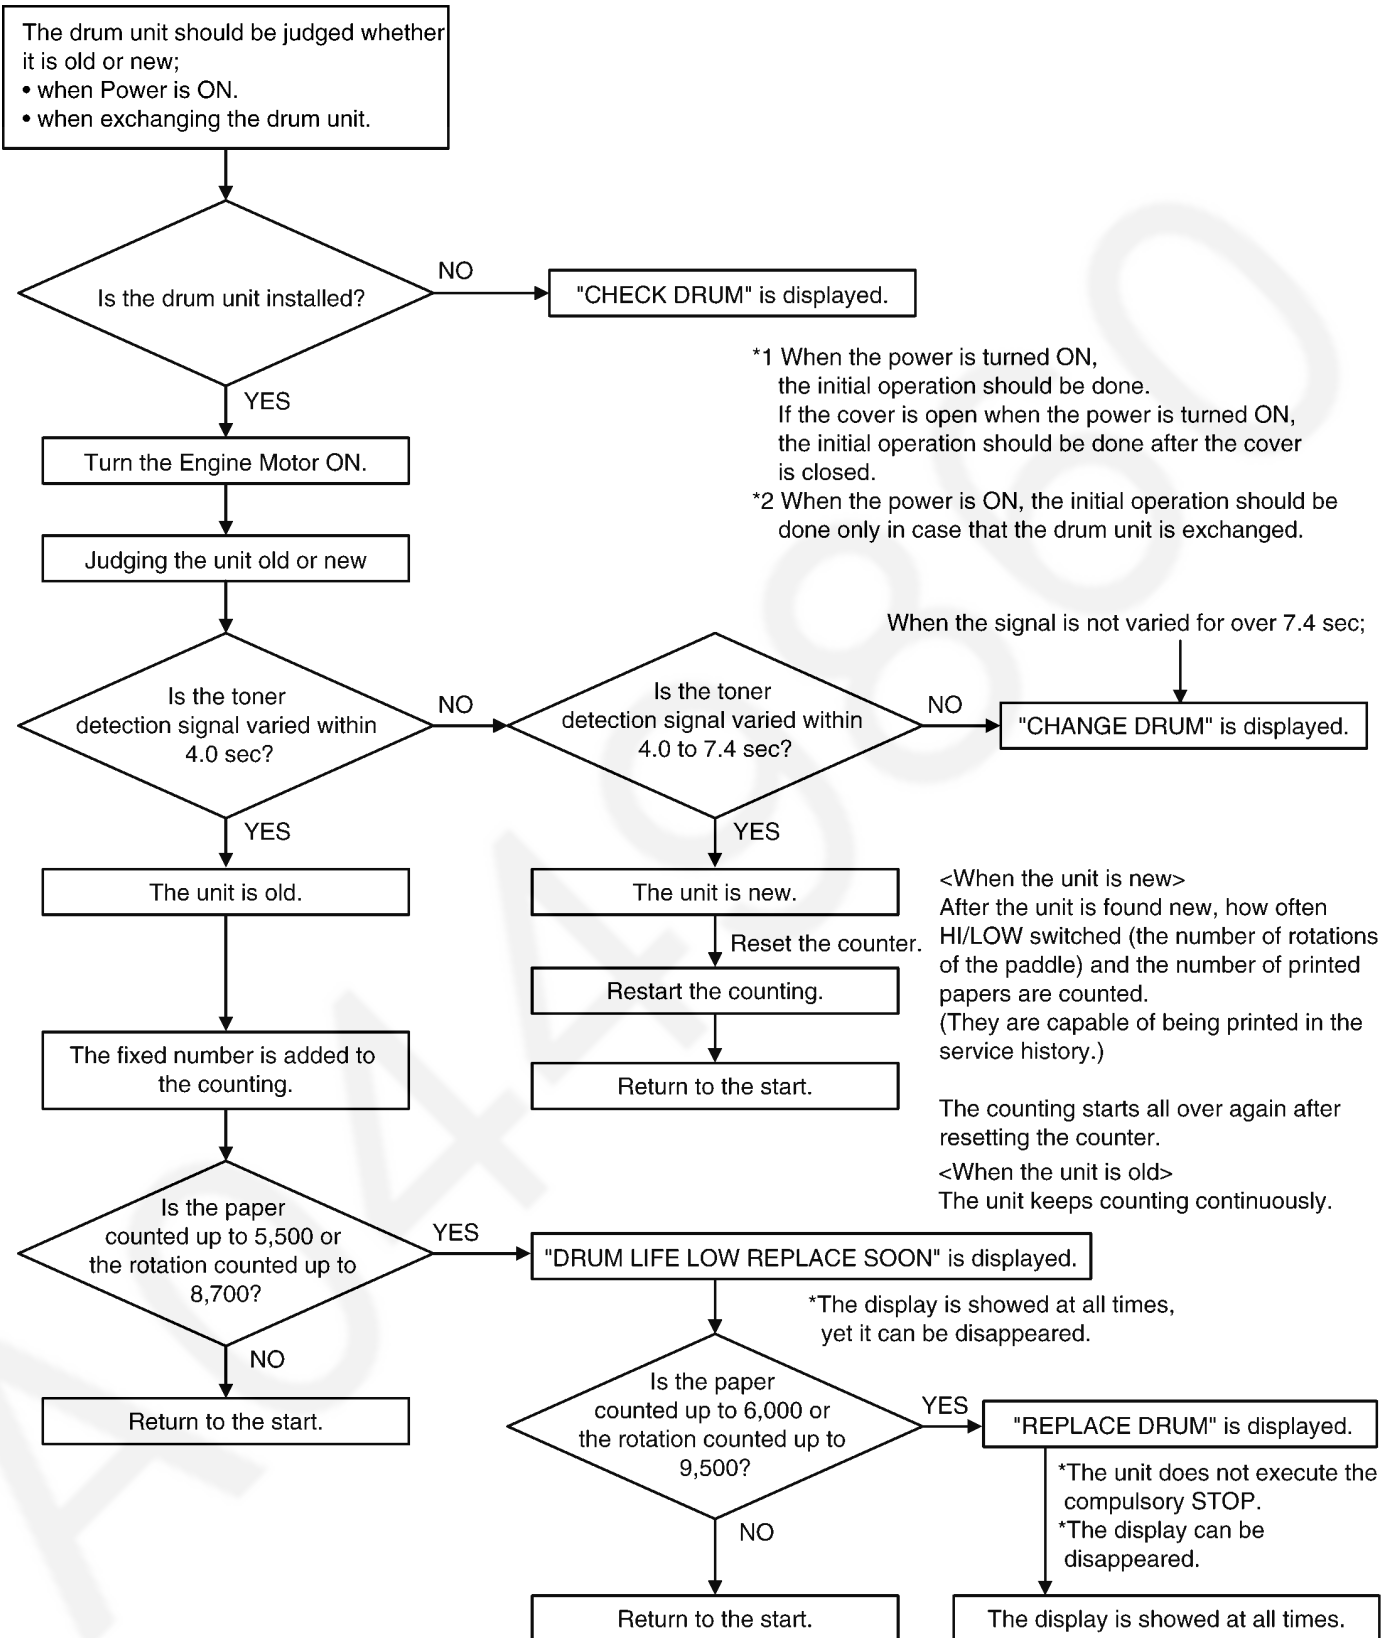 The drum unit should be judged whether
it is old or new;
• when Power is ON.
• when exchanging the drum unit.
Is the drum unit installed?
NO
"CHECK DRUM" is displayed.
YES
*1 When the power is turned ON,
the initial operation should be done.
If the cover is open when the power is turned ON,
the initial operation should be done after the cover
is closed.
*2 When the power is ON, the initial operation should be
done only in case that the drum unit is exchanged.
Turn the Engine Motor ON.
Judging the unit old or new
Is the toner
detection signal varied within
4.0 sec?
NO
Is the toner
detection signal varied within
4.0 to 7.4 sec?
NO
When the signal is not varied for over 7.4 sec;
"CHANGE DRUM" is displayed.
YES
YES
The unit is old.
The unit is new.
Reset the counter.
Restart the counting.
Return to the start.
<When the unit is new>
After the unit is found new, how often
HI/LOW switched (the number of rotations
of the paddle) and the number of printed
papers are counted.
(They are capable of being printed in the
service history.)
The counting starts all over again after
resetting the counter.
<When the unit is old>
The unit keeps counting continuously.
The fixed number is added to
the counting.
Is the paper
counted up to 5,500 or
the rotation counted up to
8,700?
YES
"DRUM LIFE LOW REPLACE SOON" is displayed.
*The display is showed at all times,
yet it can be disappeared.
NO
Return to the start.
Is the paper
counted up to 6,000 or
the rotation counted up to
9,500?
YES
"REPLACE DRUM" is displayed.
*The unit does not execute the
compulsory STOP.
*The display can be
disappeared.
NO
Return to the start.
The display is showed at all times.
A0449860